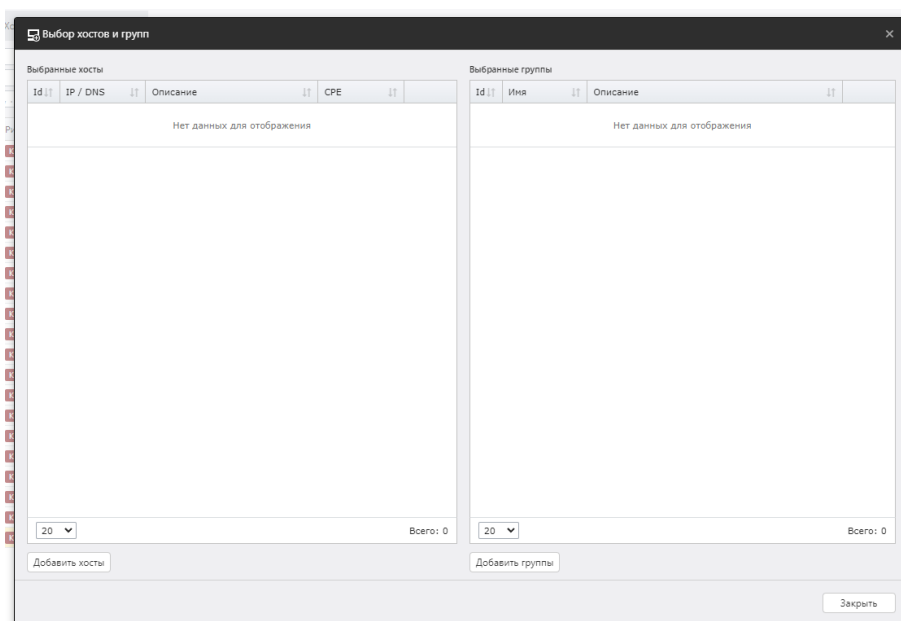 Выбор хостов и групп
Выбранные хосты
Id IP / DNS Описание CPE
Нет данных для отображения
20 Всего: 0
Добавить хосты
Выбранные группы
Id Имя Описание
Нет данных для отображения
20 Всего: 0
Добавить группы
Закрыть